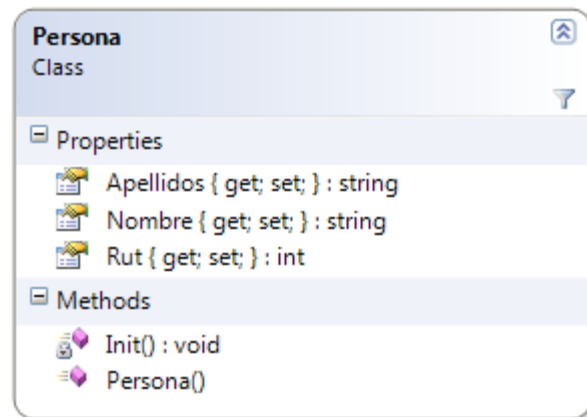 Persona
Class
Properties
Apellidos { get; set; } : string
Nombre { get; set; } : string
Rut { get; set; } : int
Methods
Init() : void
Persona()